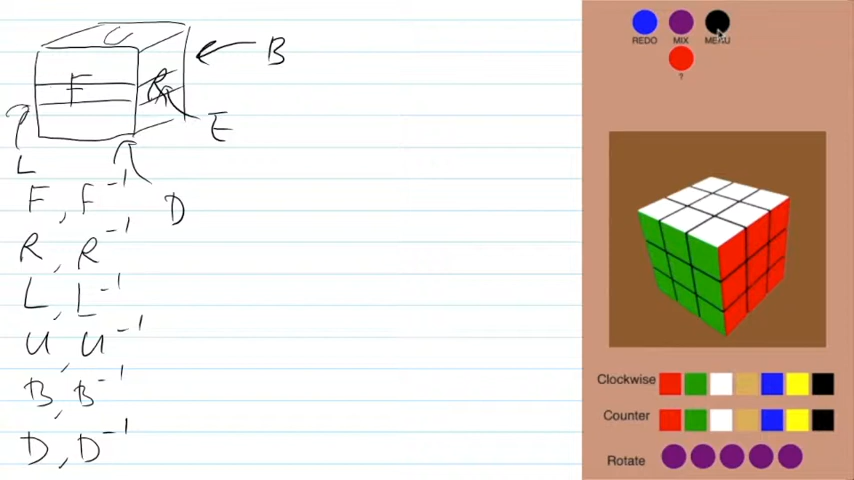 U
F
R
B
E
L
D
F, F⁻¹
R, R⁻¹
L, L⁻¹
U, U⁻¹
B, B⁻¹
D, D⁻¹
REDO MIX MENU
?
Clockwise
Counter
Rotate